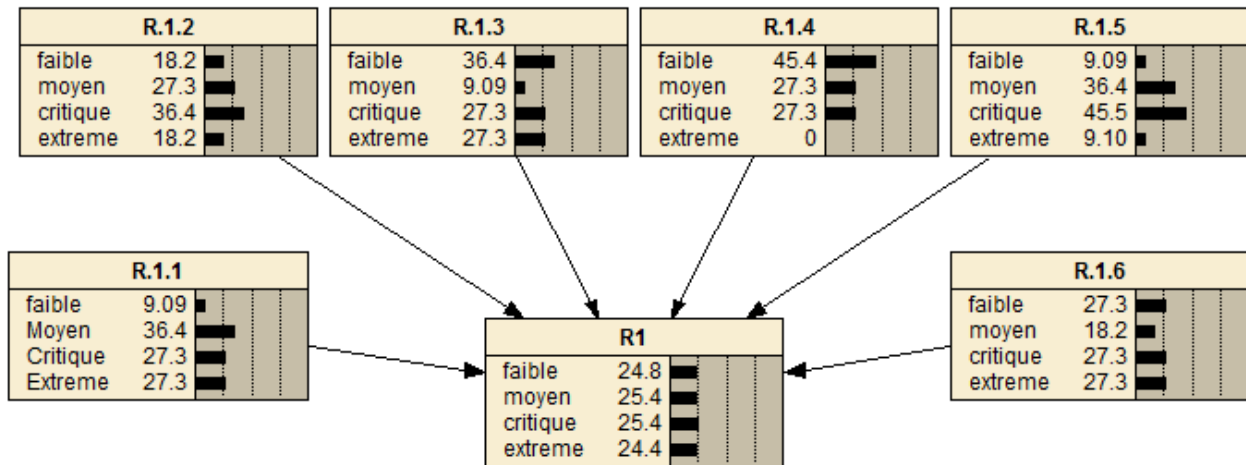 R.1.2
faible 18.2
moyen 27.3
critique 36.4
extreme 18.2
R.1.3
faible 36.4
moyen 9.09
critique 27.3
extreme 27.3
R.1.4
faible 45.4
moyen 27.3
critique 27.3
extreme 0
R.1.5
faible 9.09
moyen 36.4
critique 45.5
extreme 9.10
R.1.1
faible 9.09
Moyen 36.4
Critique 27.3
Extreme 27.3
R1
faible 24.8
moyen 25.4
critique 25.4
extreme 24.4
R.1.6
faible 27.3
moyen 18.2
critique 27.3
extreme 27.3